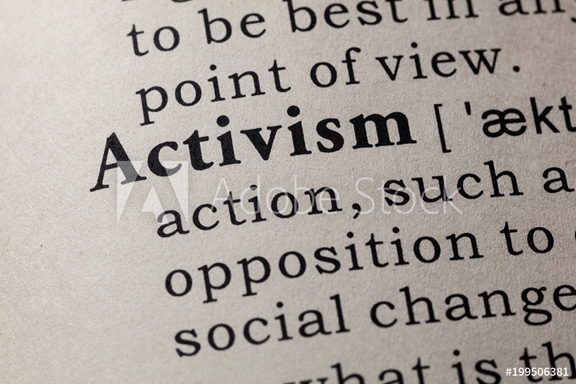 to be best in any
point of view.
Activism ['ækt
action, such a
opposition to
social change
what is th
Adobe Stock
#199506381